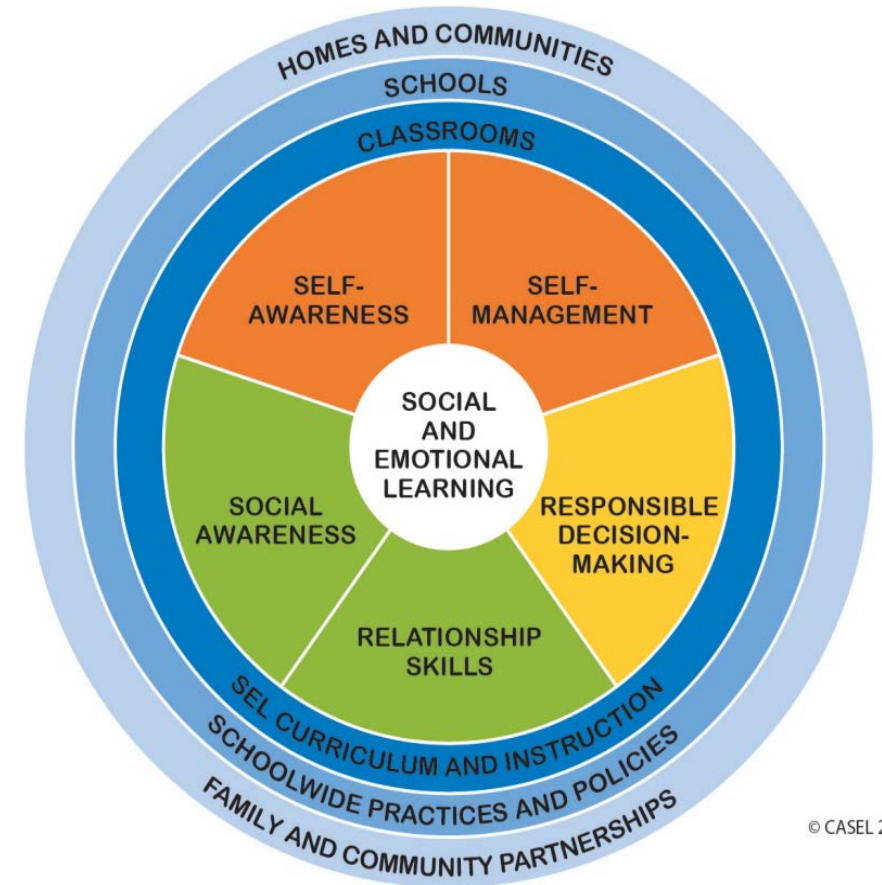 HOMES AND COMMUNITIES
SCHOOLS
CLASSROOMS
SELF-
AWARENESS
SELF-
MANAGEMENT
SOCIAL
AND
EMOTIONAL
LEARNING
SOCIAL
AWARENESS
RESPONSIBLE
DECISION-
MAKING
RELATIONSHIP
SKILLS
SEL CURRICULUM AND INSTRUCTION
SCHOOLWIDE PRACTICES AND POLICIES
FAMILY AND COMMUNITY PARTNERSHIPS
© CASEL